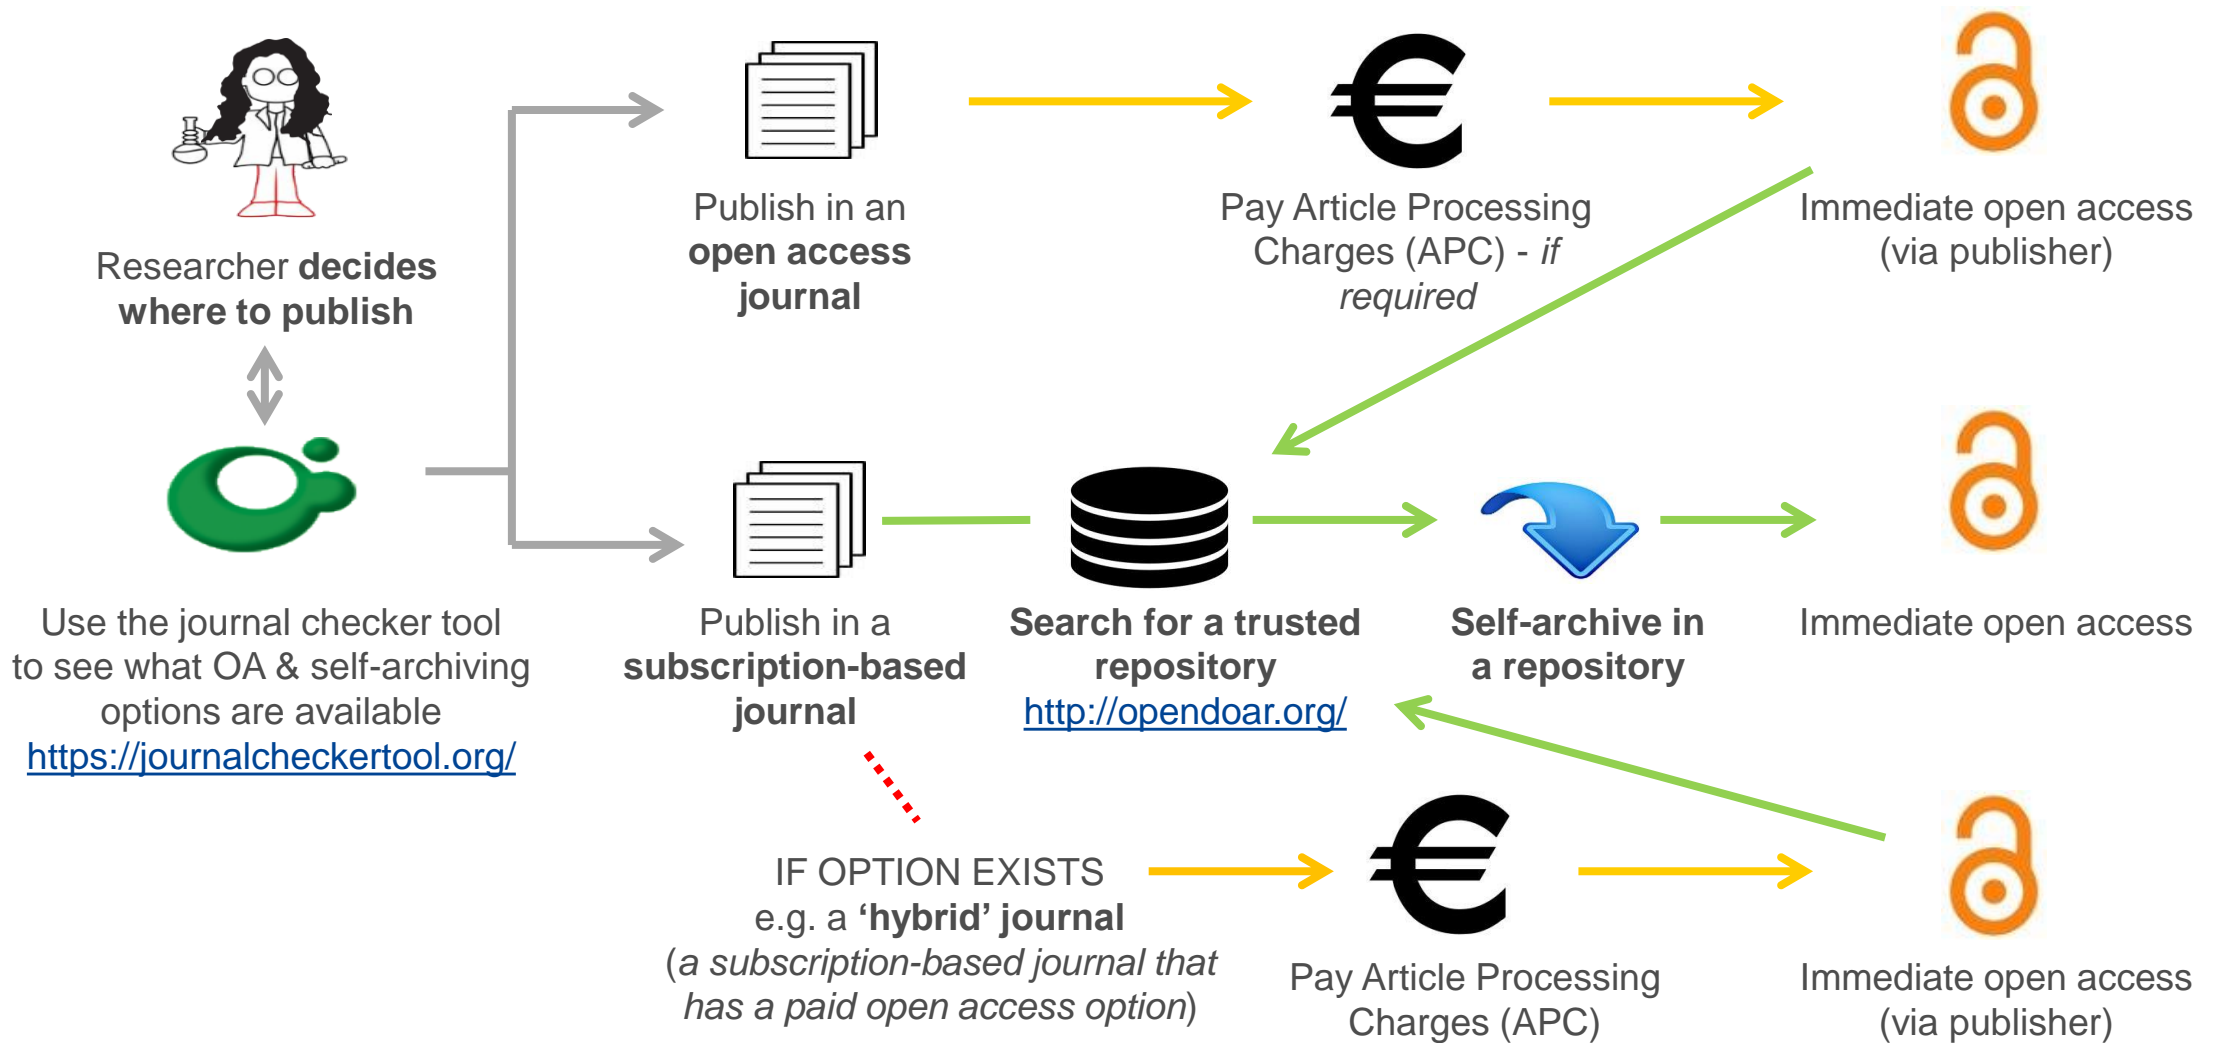 Researcher decides
where to publish
Use the journal checker tool
to see what OA & self-archiving
options are available
https://journalcheckertool.org/
Publish in an
open access
journal
Pay Article Processing
Charges (APC) - if
required
Immediate open access
(via publisher)
Publish in a
subscription-based
journal
Search for a trusted
repository
http://opendoar.org/
Self-archive in
a repository
Immediate open access
IF OPTION EXISTS
e.g. a ‘hybrid’ journal
(a subscription-based journal that
has a paid open access option)
Pay Article Processing
Charges (APC)
Immediate open access
(via publisher)